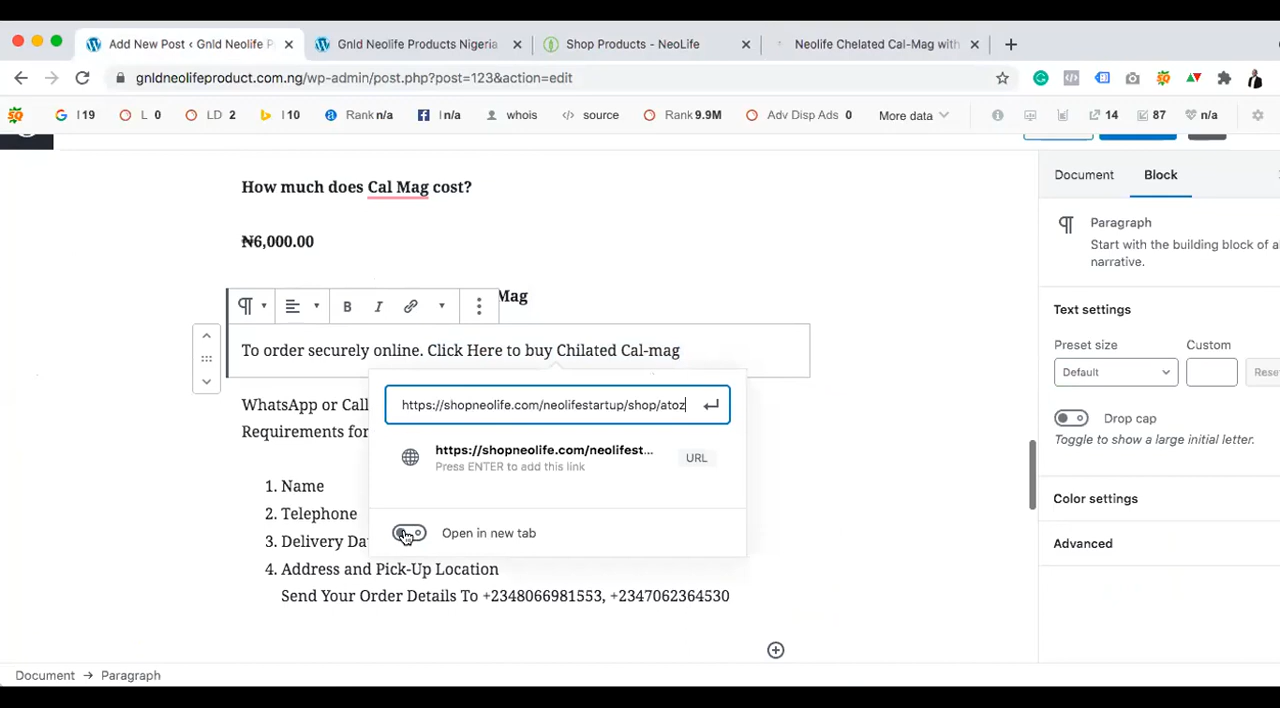 Add New Post ‹ Gnld Neolife P
Gnld Neolife Products Nigeria
Shop Products - NeoLife
Neolife Chelated Cal-Mag with
gnldneolifeproduct.com.ng/wp-admin/post.php?post=123&action=edit
I 19
L 0
LD 2
I 10
Rank n/a
I n/a
whois
source
Rank 9.9M
Adv Disp Ads 0
More data
14
87
n/a
How much does Cal Mag cost?
₦6,000.00
Mag
To order securely online. Click Here to buy Chilated Cal-mag
https://shopneolife.com/neolifestartup/shop/atoz
WhatsApp or Call
Requirements for
https://shopneolife.com/neolifest...
Press ENTER to add this link
URL
1. Name
2. Telephone
3. Delivery Da
Open in new tab
4. Address and Pick-Up Location
Send Your Order Details To +2348066981553, +2347062364530
Document
Block
Paragraph
Start with the building block of a
narrative.
Text settings
Preset size
Custom
Default
Reset
Drop cap
Toggle to show a large initial letter.
Color settings
Advanced
Document → Paragraph